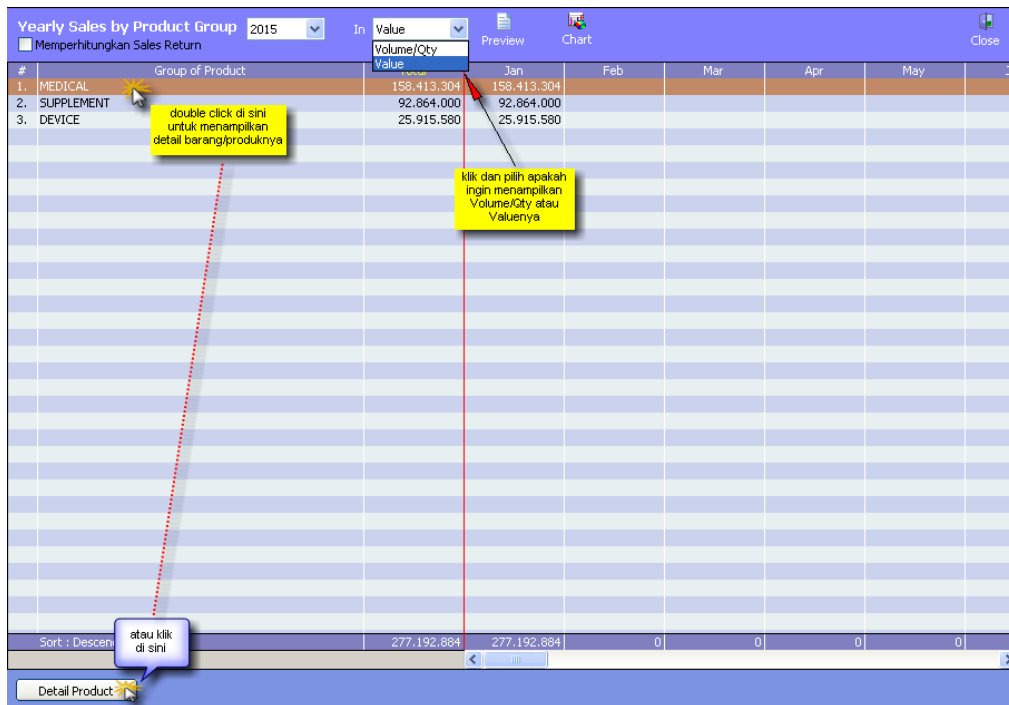 Yearly Sales by Product Group 2015 In Value Preview Chart Close
Memperhitungkan Sales Return
Volume/Qty
Value
# Group of Product Total Jan Feb Mar Apr May
1. MEDICAL 158.413.304 158.413.304
2. SUPPLEMENT 92.864.000 92.864.000
3. DEVICE 25.915.580 25.915.580
double click di sini
untuk menampilkan
detail barang/produknya
klik dan pilih apakah
ingin menampilkan
Volume/Qty atau
Valuenya
atau klik
di sini
Sort : Descen 277.192.884 277.192.884 0 0 0 0
Detail Product